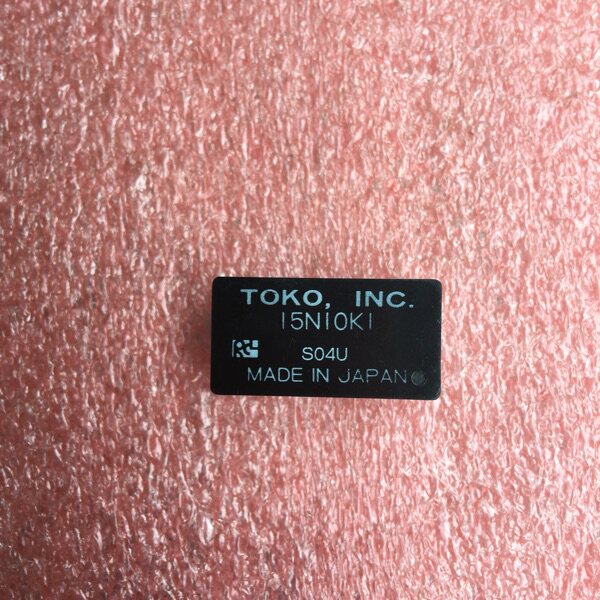 TOKO, INC.
15N10K1
S04U
MADE IN JAPAN